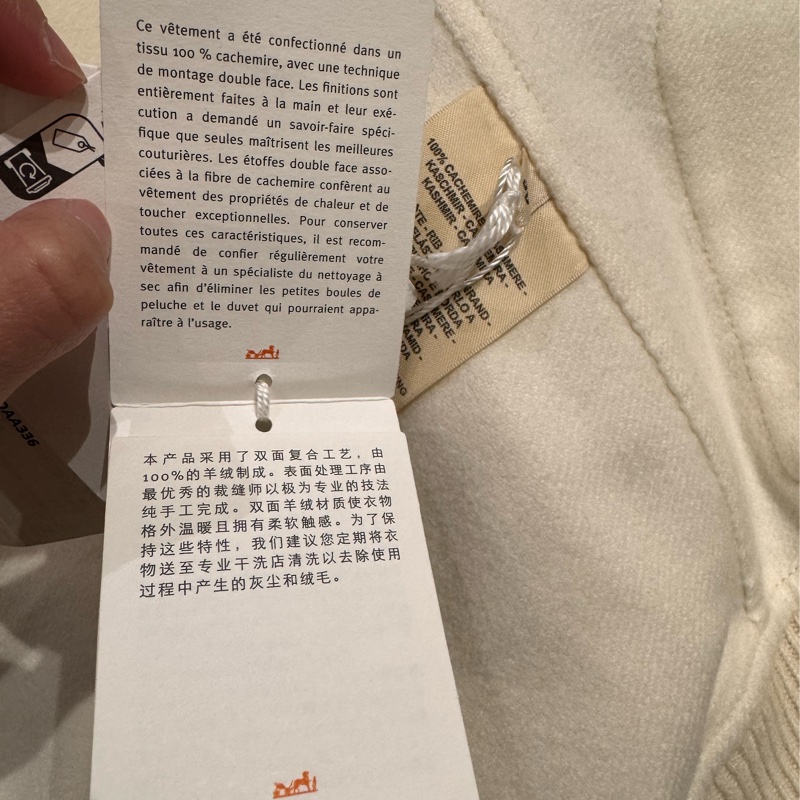 Ce vêtement a été confectionné dans un
tissu 100 % cachemire, avec une technique
de montage double face. Les finitions sont
entièrement faites à la main et leur exé-
cution a demandé un savoir-faire spéci-
fique que seules maîtrisent les meilleures
couturières. Les étoffes double face asso-
ciées à la fibre de cachemire confèrent au
vêtement des propriétés de chaleur et de
toucher exceptionnelles. Pour conserver
toutes ces caractéristiques, il est recom-
mandé de confier régulièrement votre
vêtement à un spécialiste du nettoyage à
sec afin d'éliminer les petites boules de
peluche et le duvet qui pourraient appa-
raître à l'usage.
本产品采用了双面复合工艺，由
100%的羊绒制成。表面处理工序由
最优秀的裁缝师以极为专业的技法
纯手工完成。双面羊绒材质使衣物
格外温暖且拥有柔软触感。为了保
持这些特性，我们建议您定期将衣
物送至专业干洗店清洗以去除使用
过程中产生的灰尘和绒毛。
100% CACHEMIRE
KASCHMIR - CA
KASHMIR - CA